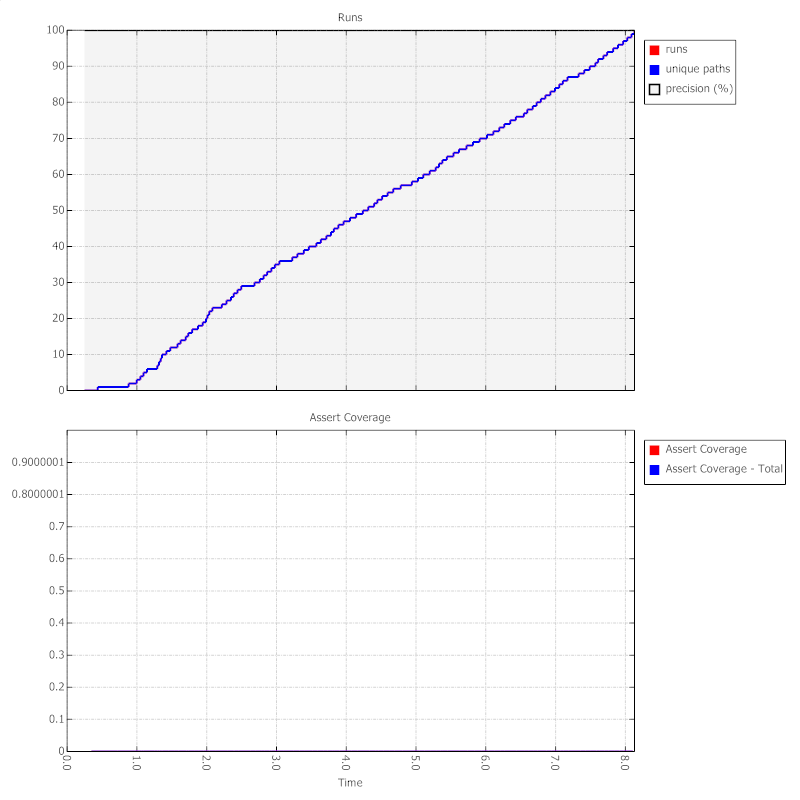 Runs
100
90
80
70
60
50
40
30
20
10
0
runs
unique paths
precision (%)
Assert Coverage
0.9000001
0.8000001
0.7
0.6
0.5
0.4
0.3
0.2
0.1
0
0.0 1.0 2.0 3.0 4.0 5.0 6.0 7.0 8.0
Time
Assert Coverage
Assert Coverage - Total